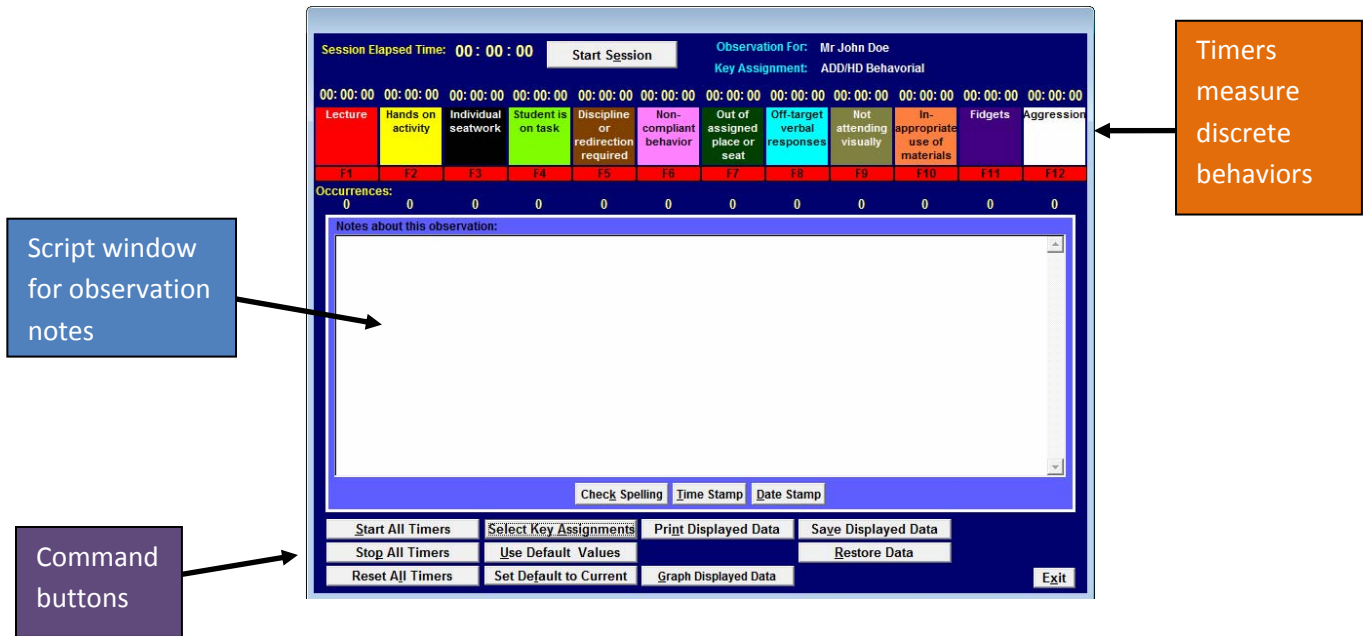 Session Elapsed Time: 00: 00 : 00 Start Session Observation For: Mr John Doe
Key Assignment: ADD/HD Behavorial
00: 00: 00 00: 00: 00 00: 00: 00 00: 00: 00 00: 00: 00 00: 00: 00 00: 00: 00 00: 00: 00 00: 00: 00 00: 00: 00 00: 00: 00 00: 00: 00
Lecture
Hands on
activity
Individual
seatwork
Student is
on task
Discipline
or
redirection
required
Non-
compliant
behavior
Out of
assigned
place or
seat
Off-target
verbal
responses
Not
attending
visually
In-
appropriate
use of
materials
Fidgets
Aggression
F1 F2 F3 F4 F5 F6 F7 F8 F9 F10 F11 F12
Occurrences:
0 0 0 0 0 0 0 0 0 0 0 0
Notes about this observation:
Check Spelling Time Stamp Date Stamp
Start All Timers Select Key Assignments Print Displayed Data Save Displayed Data
Stop All Timers Use Default Values Restore Data
Reset All Timers Set Default to Current Graph Displayed Data Exit
Timers
measure
discrete
behaviors
Script window
for observation
notes
Command
buttons